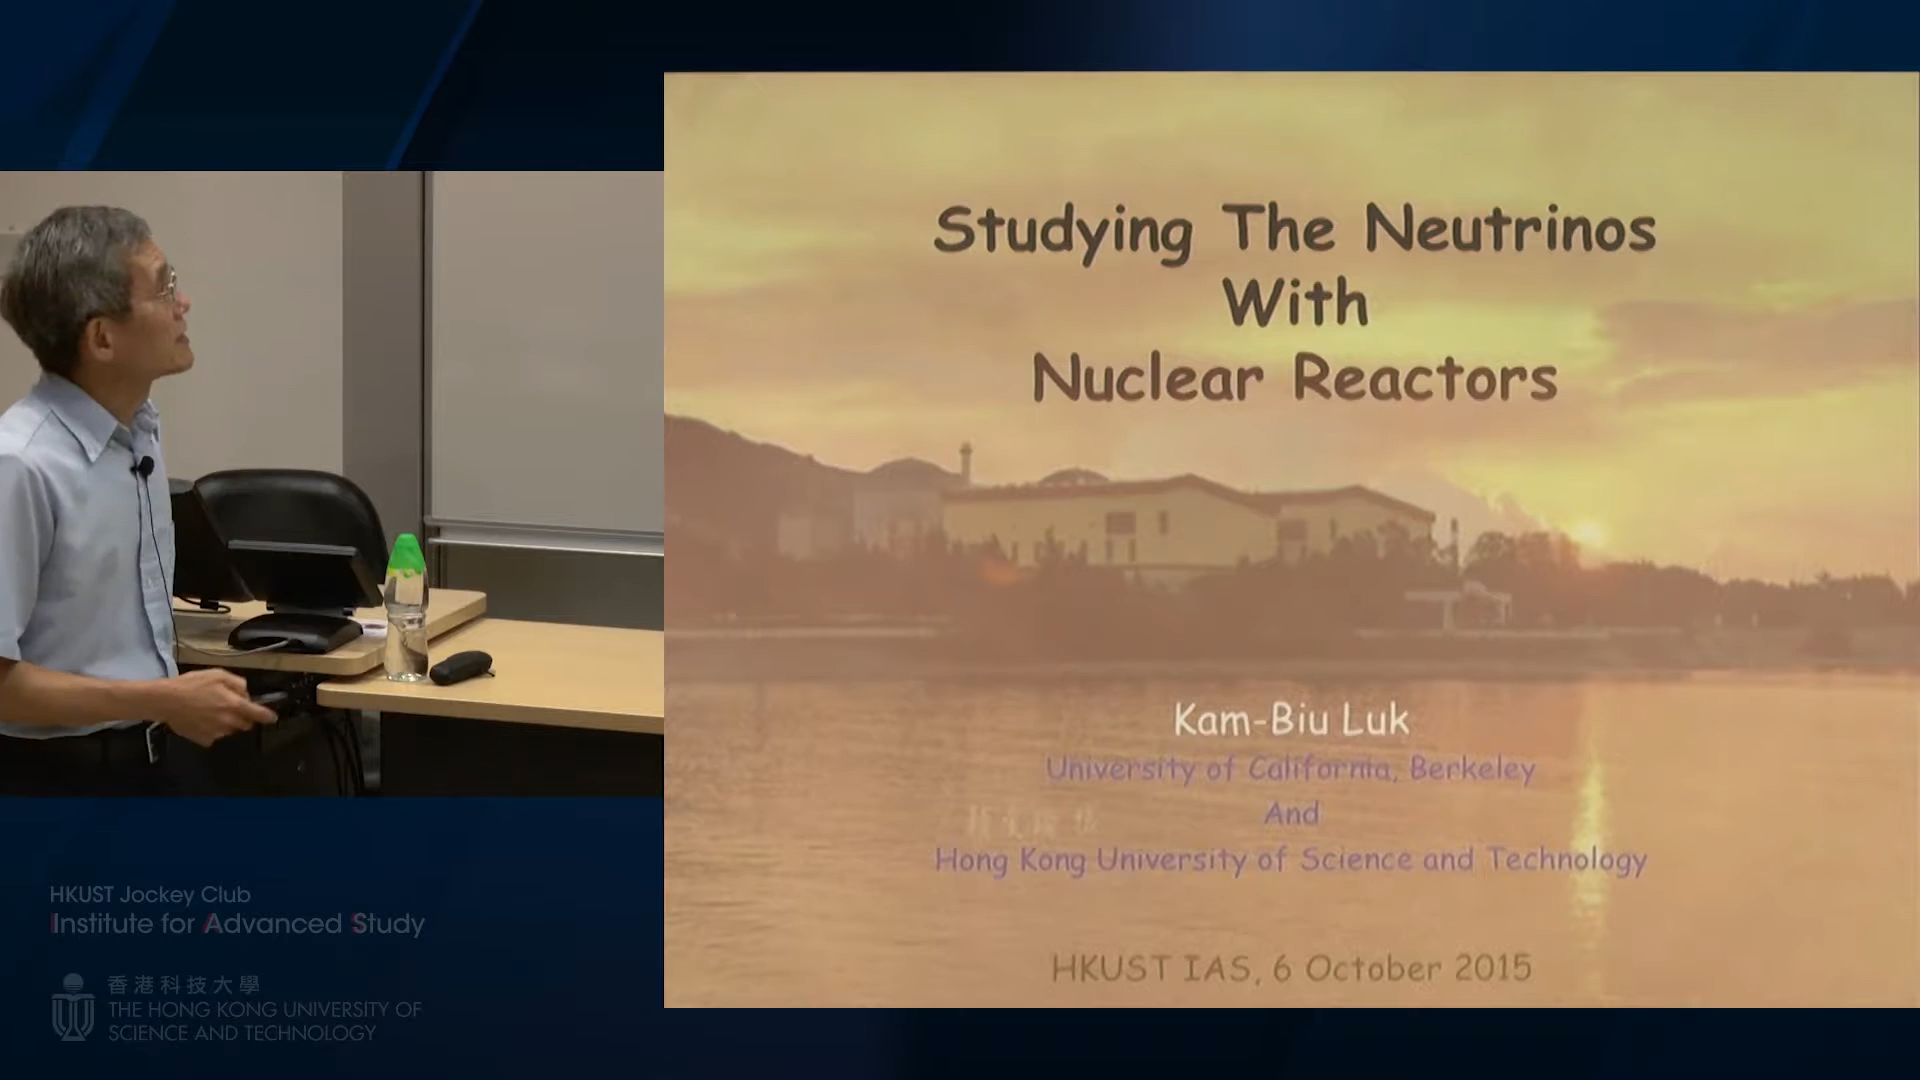 Studying The Neutrinos
With
Nuclear Reactors
Kam-Biu Luk
University of California, Berkeley
And
Hong Kong University of Science and Technology
HKUST IAS, 6 October 2015
HKUST Jockey Club
Institute for Advanced Study
香港科技大學
THE HONG KONG UNIVERSITY OF
SCIENCE AND TECHNOLOGY